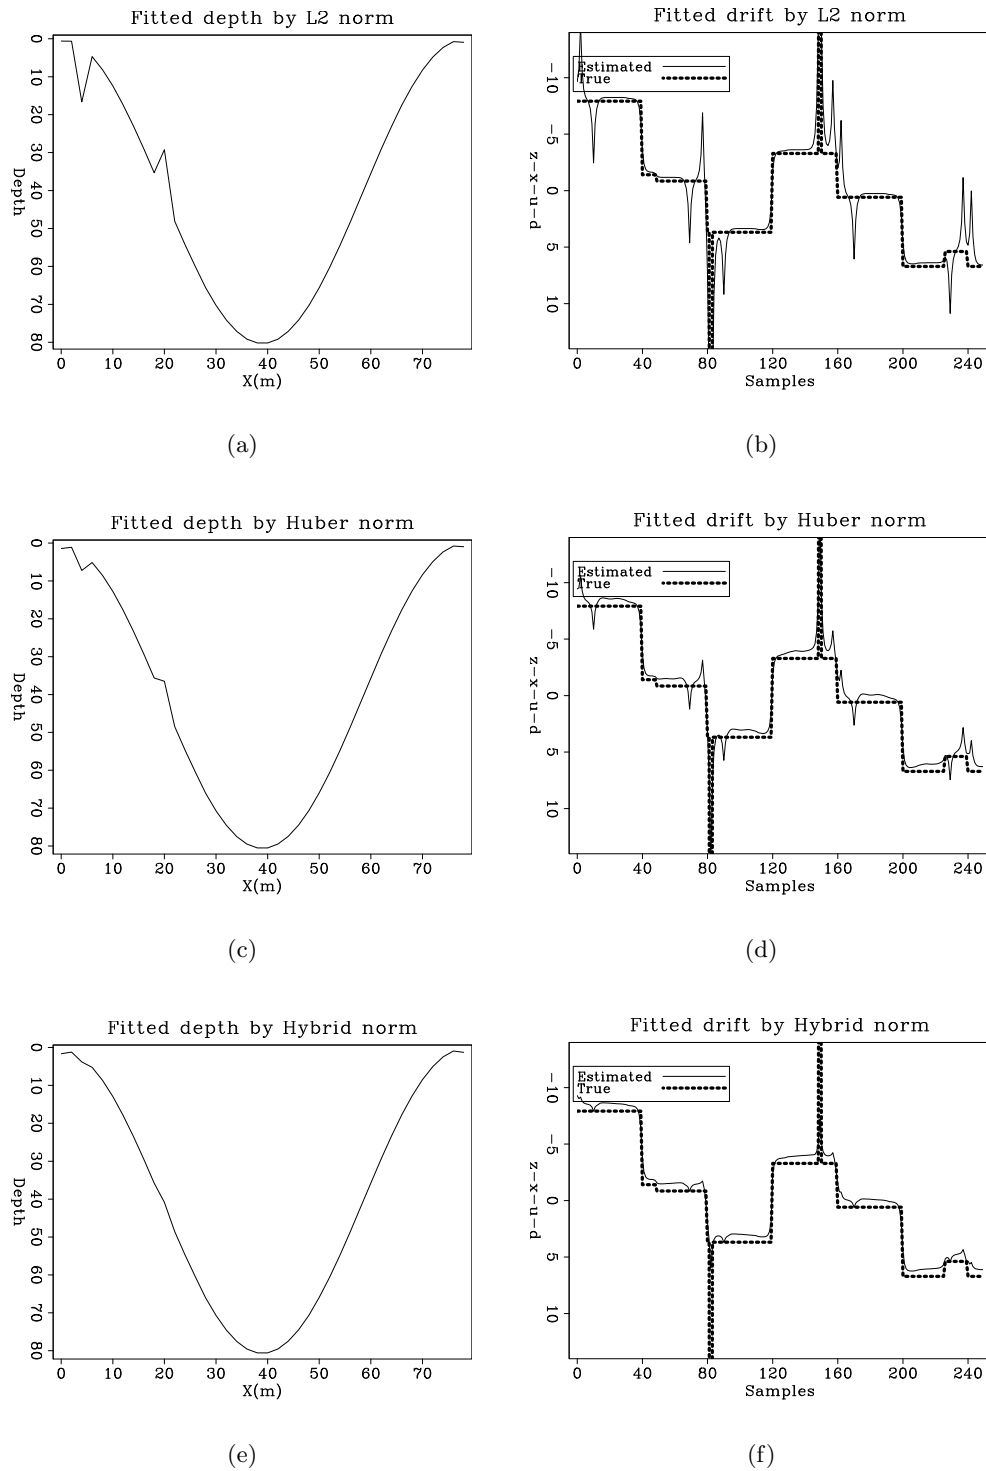 Fitted depth by L2 norm
0
10
20
30
40
50
60
70
80
Depth
0 10 20 30 40 50 60 70
X(m)
(a)
Fitted drift by L2 norm
Estimated
True
-10
-5
0
5
10
z-x-u-d
0 40 80 120 160 200 240
Samples
(b)
Fitted depth by Huber norm
0
10
20
30
40
50
60
70
80
Depth
0 10 20 30 40 50 60 70
X(m)
(c)
Fitted drift by Huber norm
Estimated
True
-10
-5
0
5
10
z-x-u-d
0 40 80 120 160 200 240
Samples
(d)
Fitted depth by Hybrid norm
0
10
20
30
40
50
60
70
80
Depth
0 10 20 30 40 50 60 70
X(m)
(e)
Fitted drift by Hybrid norm
Estimated
True
-10
-5
0
5
10
z-x-u-d
0 40 80 120 160 200 240
Samples
(f)